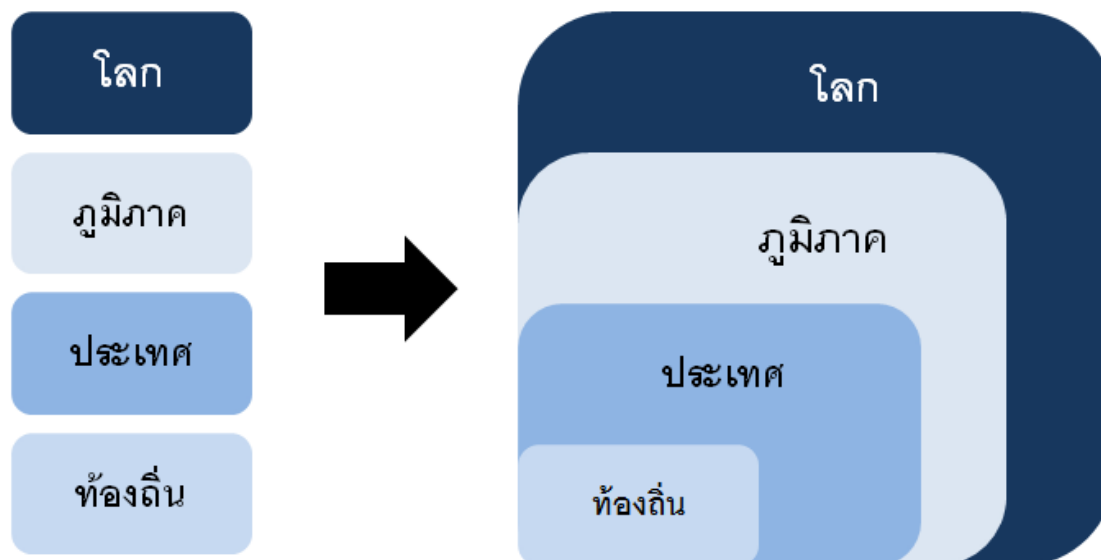 โลก
ภูมิภาค
ประเทศ
ท้องถิ่น
โลก
ภูมิภาค
ประเทศ
ท้องถิ่น